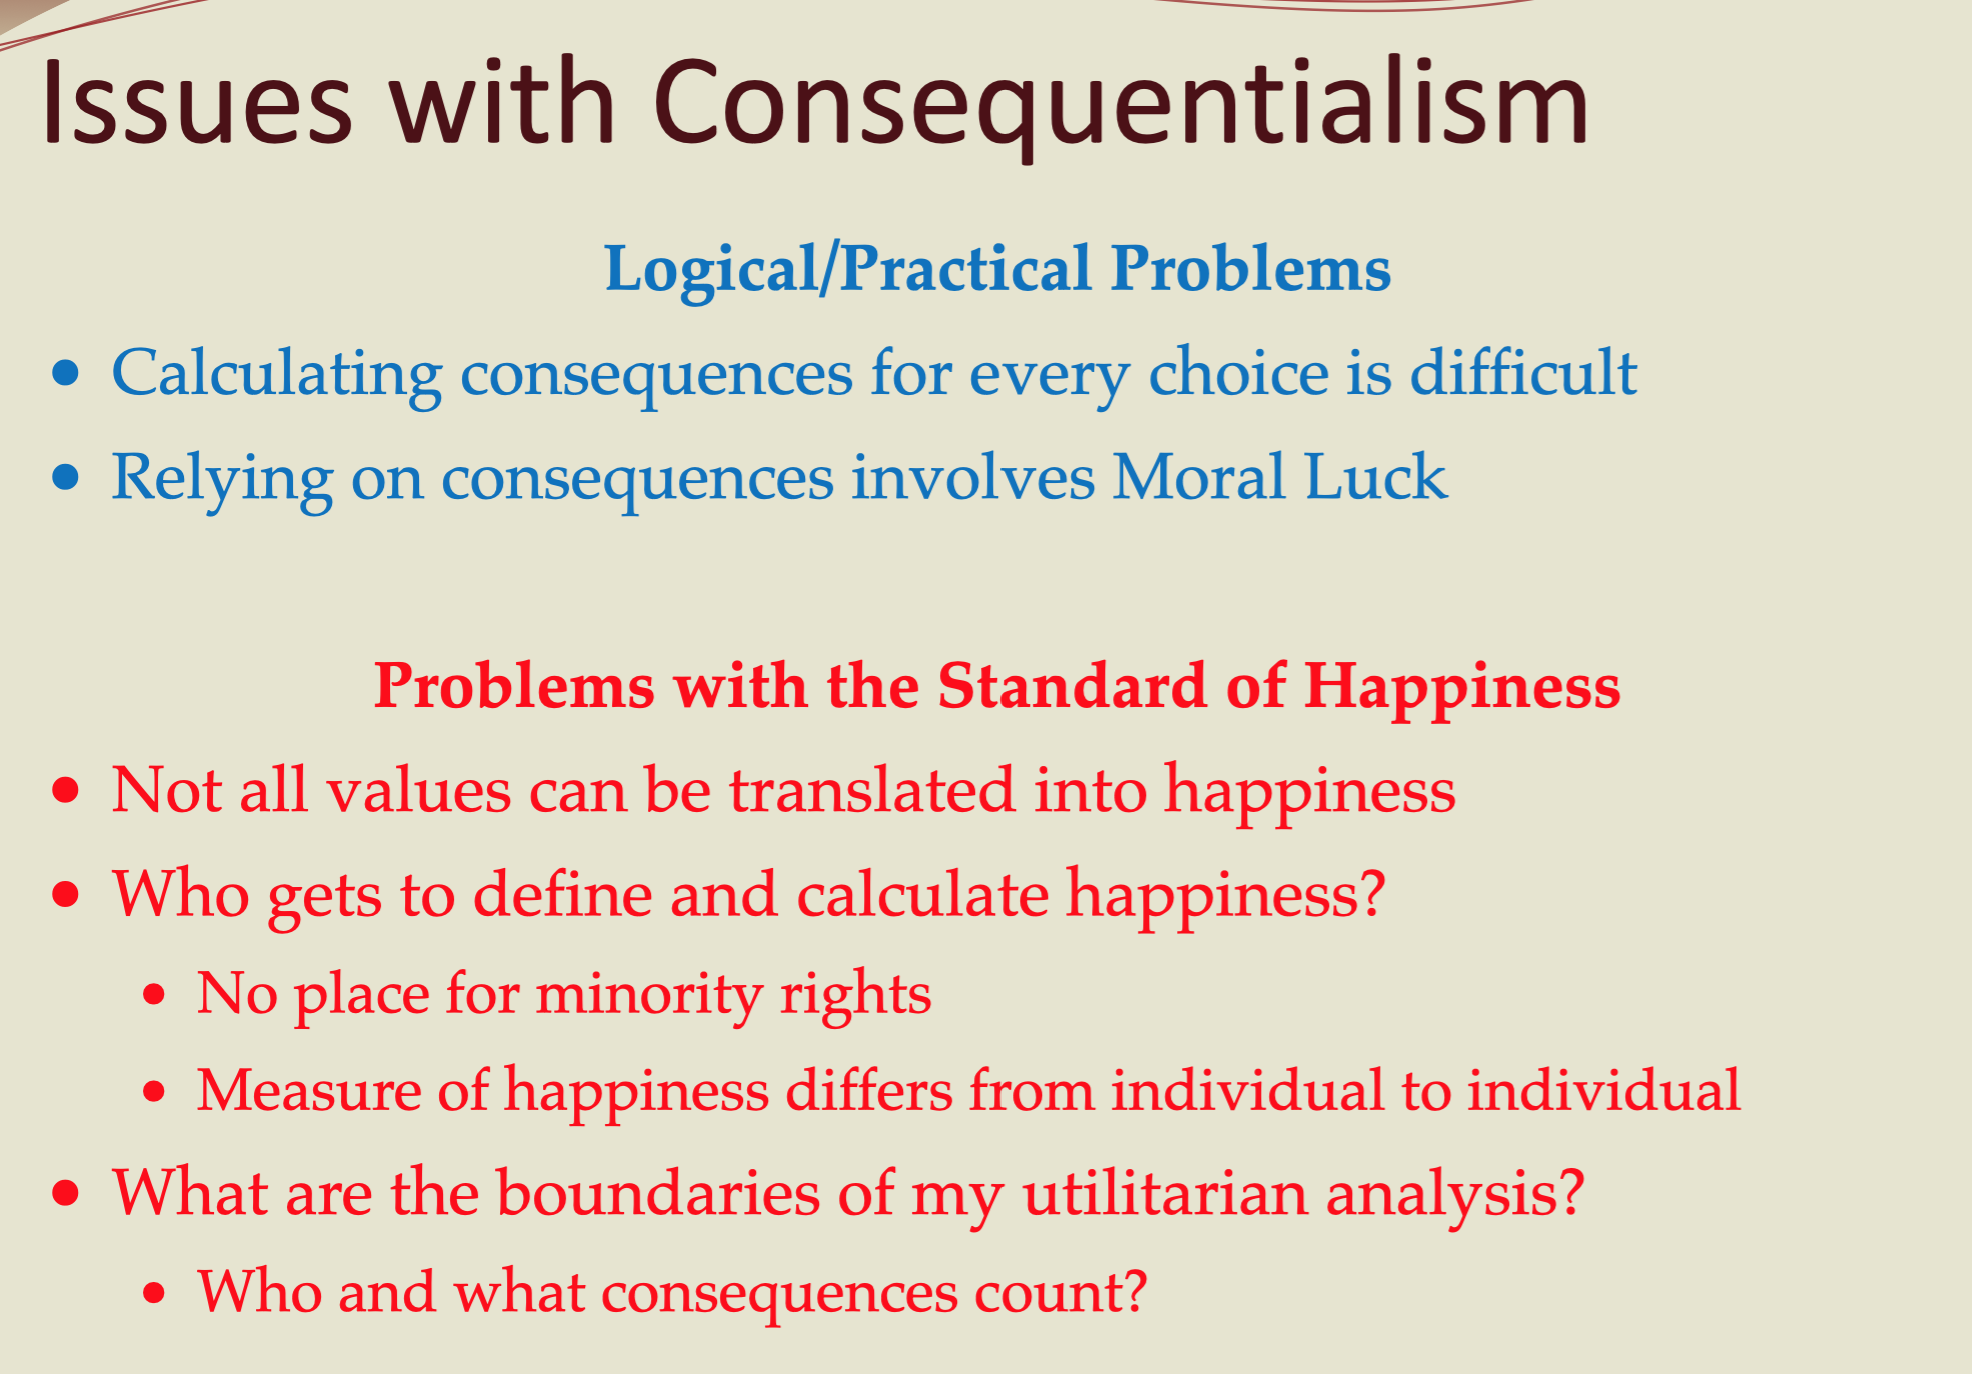 Issues with Consequentialism
Logical/Practical Problems
• Calculating consequences for every choice is difficult
• Relying on consequences involves Moral Luck
Problems with the Standard of Happiness
• Not all values can be translated into happiness
• Who gets to define and calculate happiness?
• No place for minority rights
• Measure of happiness differs from individual to individual
• What are the boundaries of my utilitarian analysis?
• Who and what consequences count?